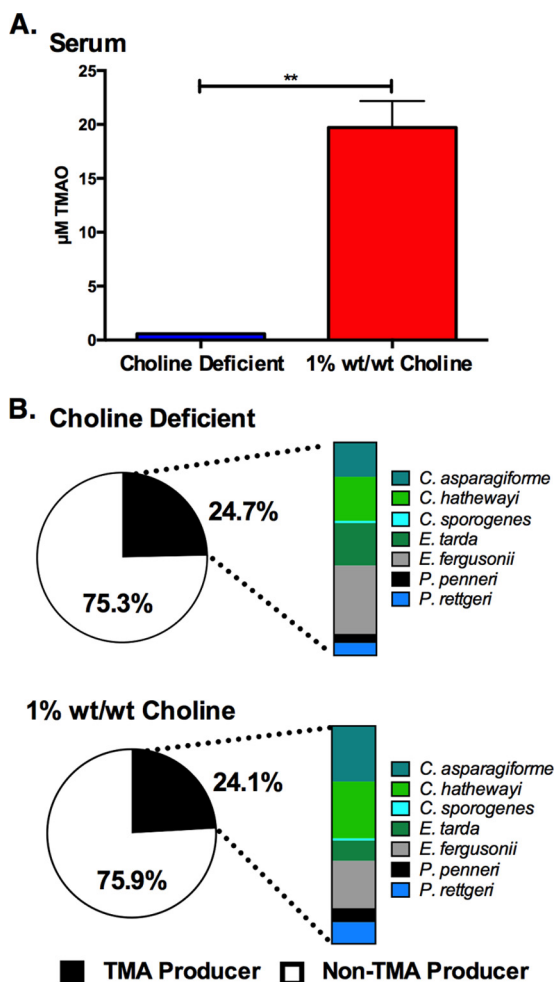 A.
Serum
**
25
20
15
10
5
0
µM TMAO
Choline Deficient 1% wt/wt Choline
B.
Choline Deficient
24.7%
75.3%
C. asparagiforme
C. hathewayi
C. sporogenes
E. tarda
E. fergusonii
P. penneri
P. rettgeri
1% wt/wt Choline
24.1%
75.9%
C. asparagiforme
C. hathewayi
C. sporogenes
E. tarda
E. fergusonii
P. penneri
P. rettgeri
TMA Producer Non-TMA Producer